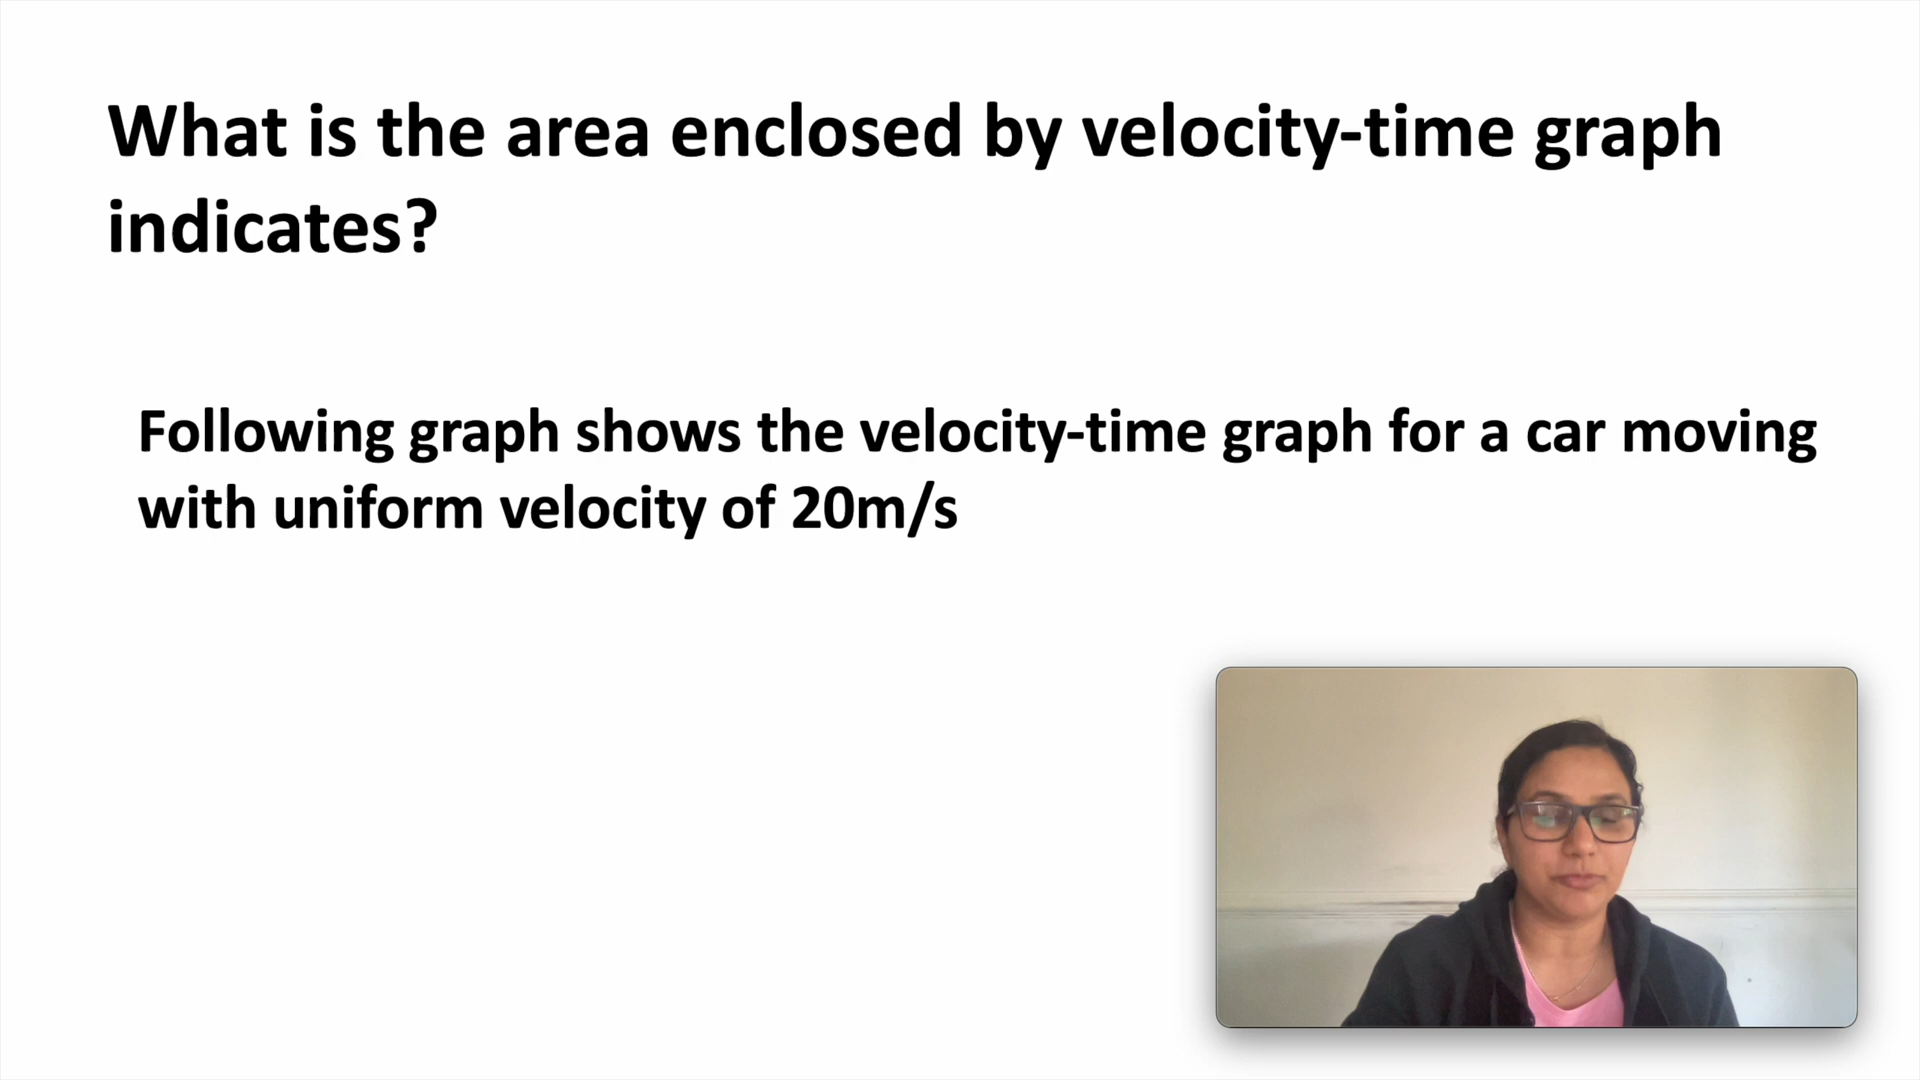 What is the area enclosed by velocity-time graph
indicates?
Following graph shows the velocity-time graph for a car moving
with uniform velocity of 20m/s